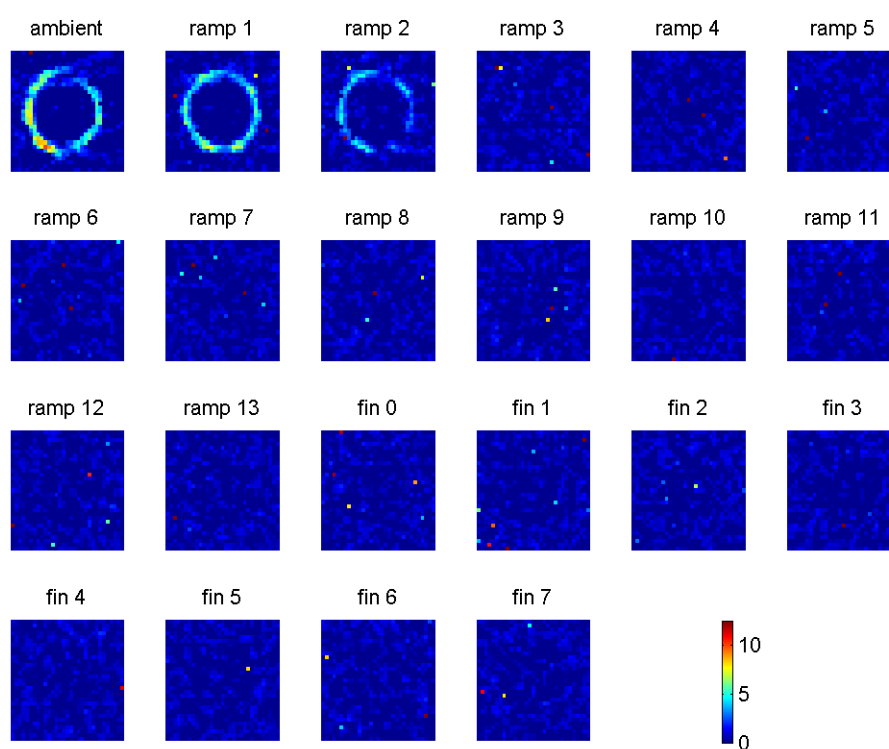 ambient ramp 1 ramp 2 ramp 3 ramp 4 ramp 5
ramp 6 ramp 7 ramp 8 ramp 9 ramp 10 ramp 11
ramp 12 ramp 13 fin 0 fin 1 fin 2 fin 3
fin 4 fin 5 fin 6 fin 7
10
5
0